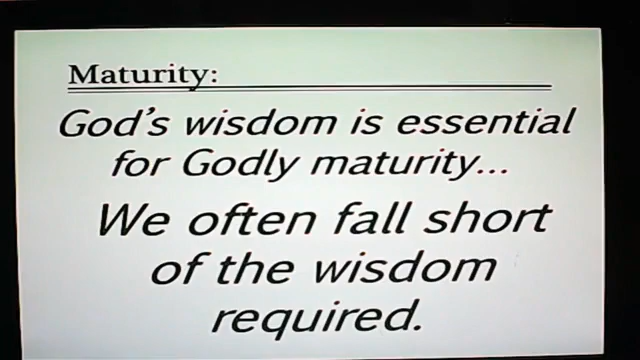 Maturity:
God's wisdom is essential
for Godly maturity...
We often fall short
of the wisdom
required.